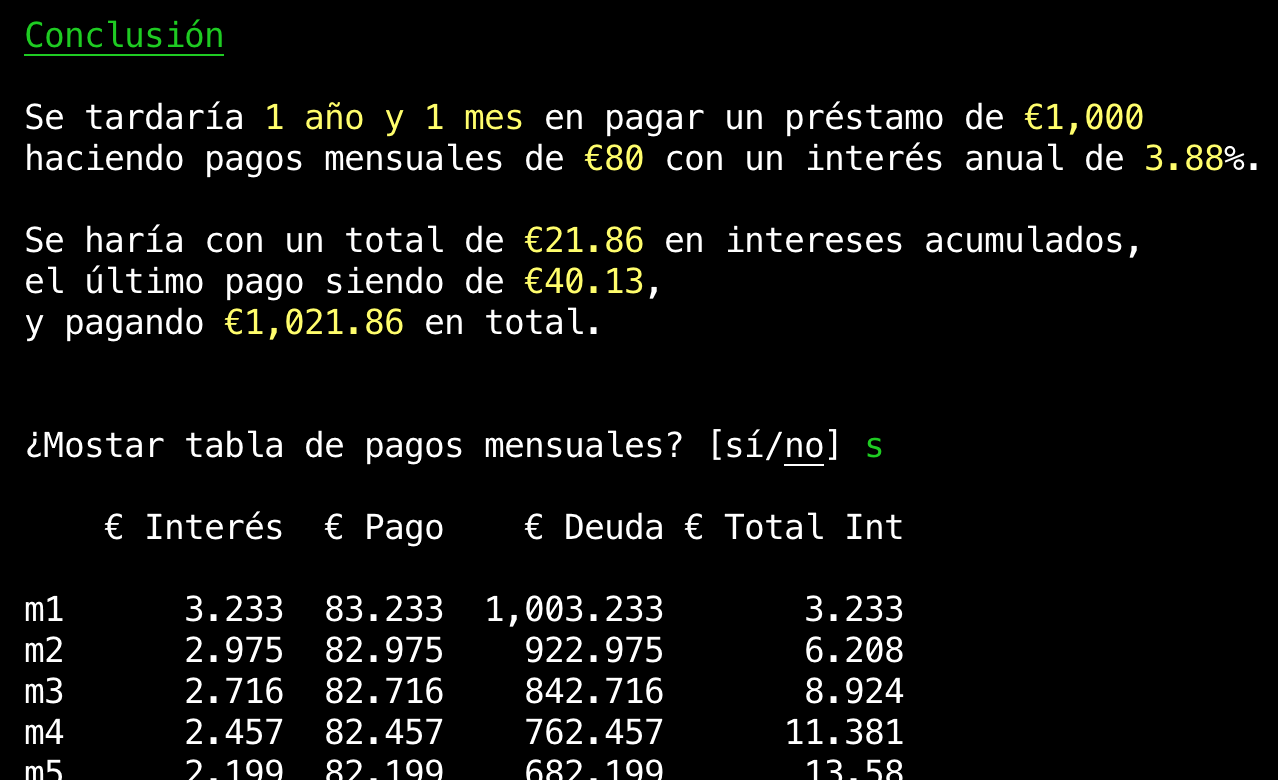 Conclusión
Se tardaría 1 año y 1 mes en pagar un préstamo de €1,000
haciendo pagos mensuales de €80 con un interés anual de 3.88%.
Se haría con un total de €21.86 en intereses acumulados,
el último pago siendo de €40.13,
y pagando €1,021.86 en total.
¿Mostar tabla de pagos mensuales? [sí/no] s
€ Interés € Pago € Deuda € Total Int
m1 3.233 83.233 1,003.233 3.233
m2 2.975 82.975 922.975 6.208
m3 2.716 82.716 842.716 8.924
m4 2.457 82.457 762.457 11.381
m5 2.199 82.199 682.199 13.58